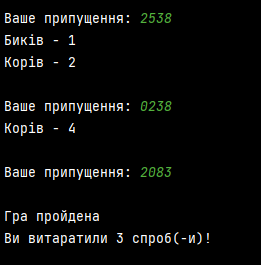 Ваше припущення: 2538
Биків - 1
Корів - 2
Ваше припущення: 0238
Корів - 4
Ваше припущення: 2083
Гра пройдена
Ви витаратили 3 спроб(-и)!